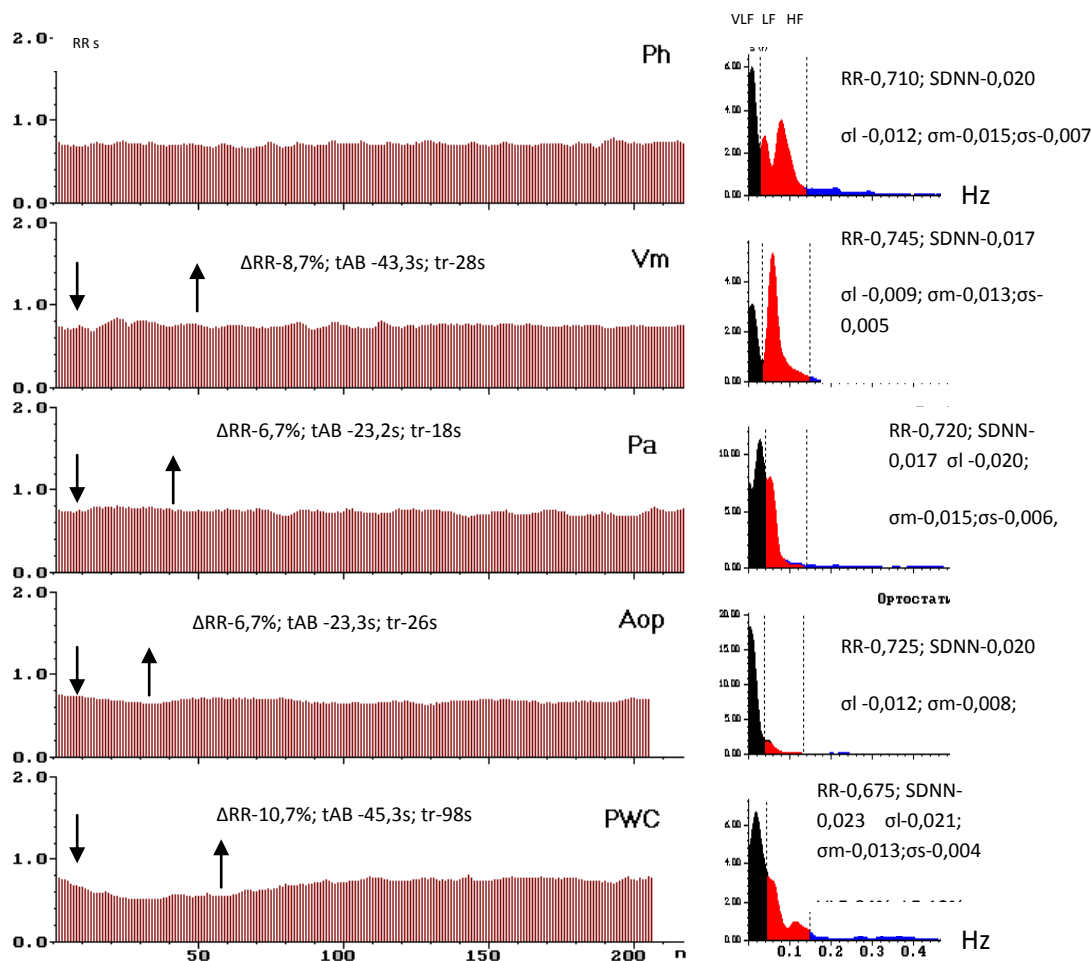 VLF LF HF
2.0
RR s
Ph
1.0
0.0
6.00
4.00
2.00
0.00
RR-0,710; SDNN-0,020
σl -0,012; σm-0,015;σs-0,007
Hz
2.0
ΔRR-8,7%; tAB -43,3s; tr-28s
Vm
1.0
0.0
4.00
2.00
0.00
RR-0,745; SDNN-0,017
σl -0,009; σm-0,013;σs-
0,005
2.0
ΔRR-6,7%; tAB -23,2s; tr-18s
Pa
1.0
0.0
10.00
5.00
0.00
RR-0,720; SDNN-
0,017 σl -0,020;
σm-0,015;σs-0,006,
2.0
ΔRR-6,7%; tAB -23,3s; tr-26s
Aop
1.0
0.0
Ортостати
20.00
15.00
10.00
5.00
0.00
RR-0,725; SDNN-0,020
σl -0,012; σm-0,008;
2.0
ΔRR-10,7%; tAB -45,3s; tr-98s
PWC
1.0
0.0
50 100 150 200 n
6.00
4.00
2.00
0.00
RR-0,675; SDNN-
0,023 σl-0,021;
σm-0,013;σs-0,004
0.1 0.2 0.3 0.4 Hz